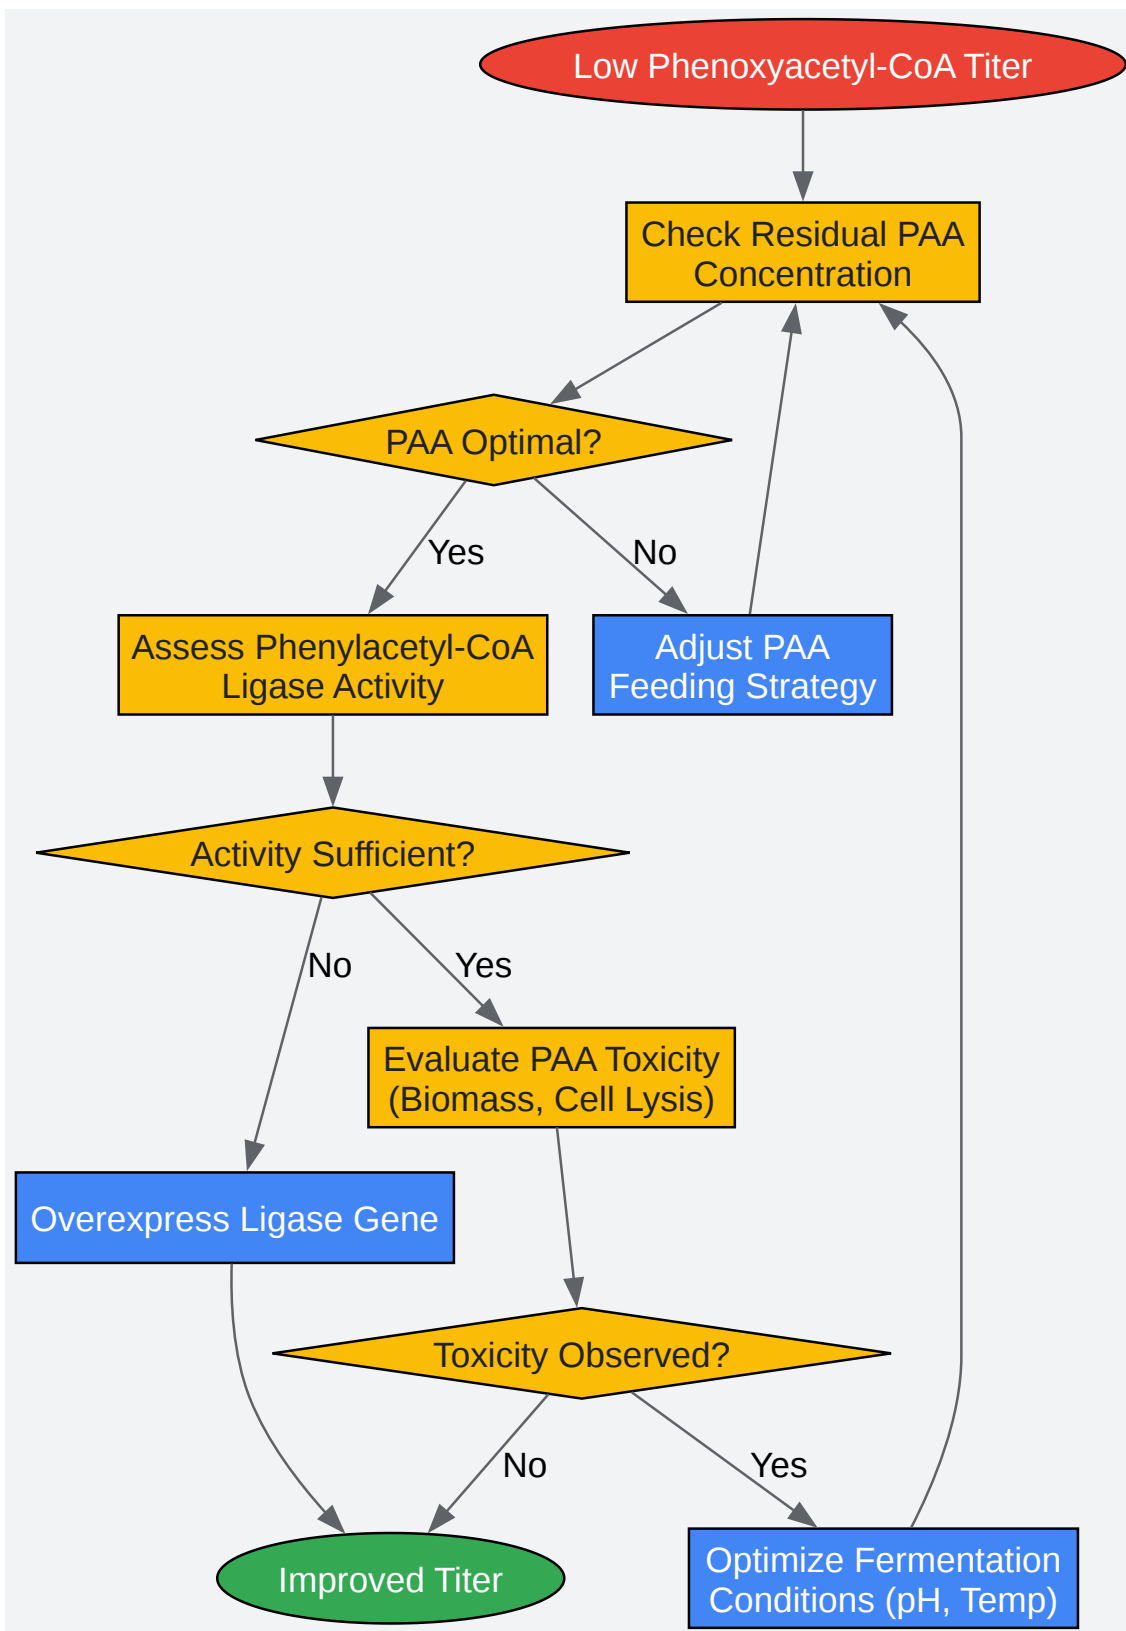 Low Phenoxyacetyl-CoA Titer
Check Residual PAA
Concentration
PAA Optimal?
Yes
No
Assess Phenylacetyl-CoA
Ligase Activity
Adjust PAA
Feeding Strategy
Activity Sufficient?
No
Yes
Evaluate PAA Toxicity
(Biomass, Cell Lysis)
Overexpress Ligase Gene
Toxicity Observed?
No
Yes
Improved Titer
Optimize Fermentation
Conditions (pH, Temp)